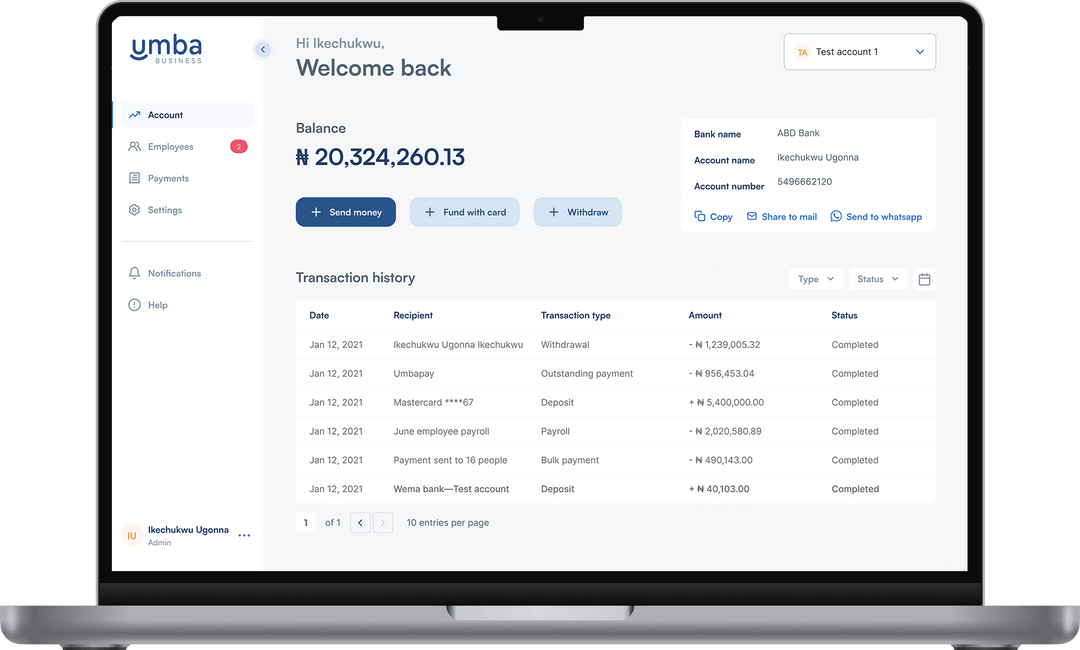 umba
BUSINESS
Account
Employees 2
Payments
Settings
Notifications
Help
IU Ikechukwu Ugonna
Admin
Hi Ikechukwu,
Welcome back
TA Test account 1
Balance
₦ 20,324,260.13
Send money Fund with card Withdraw
Bank name ABD Bank
Account name Ikechukwu Ugonna
Account number 5496662120
Copy Share to mail Send to whatsapp
Transaction history Type Status
Date Recipient Transaction type Amount Status
Jan 12, 2021 Ikechukwu Ugonna Ikechukwu Withdrawal - ₦ 1,239,005.32 Completed
Jan 12, 2021 Umbapay Outstanding payment - ₦ 956,453.04 Completed
Jan 12, 2021 Mastercard ****67 Deposit + ₦ 5,400,000.00 Completed
Jan 12, 2021 June employee payroll Payroll - ₦ 2,020,580.89 Completed
Jan 12, 2021 Payment sent to 16 people Bulk payment - ₦ 490,143.00 Completed
Jan 12, 2021 Wema bank—Test account Deposit + ₦ 40,103.00 Completed
1 of 1 10 entries per page